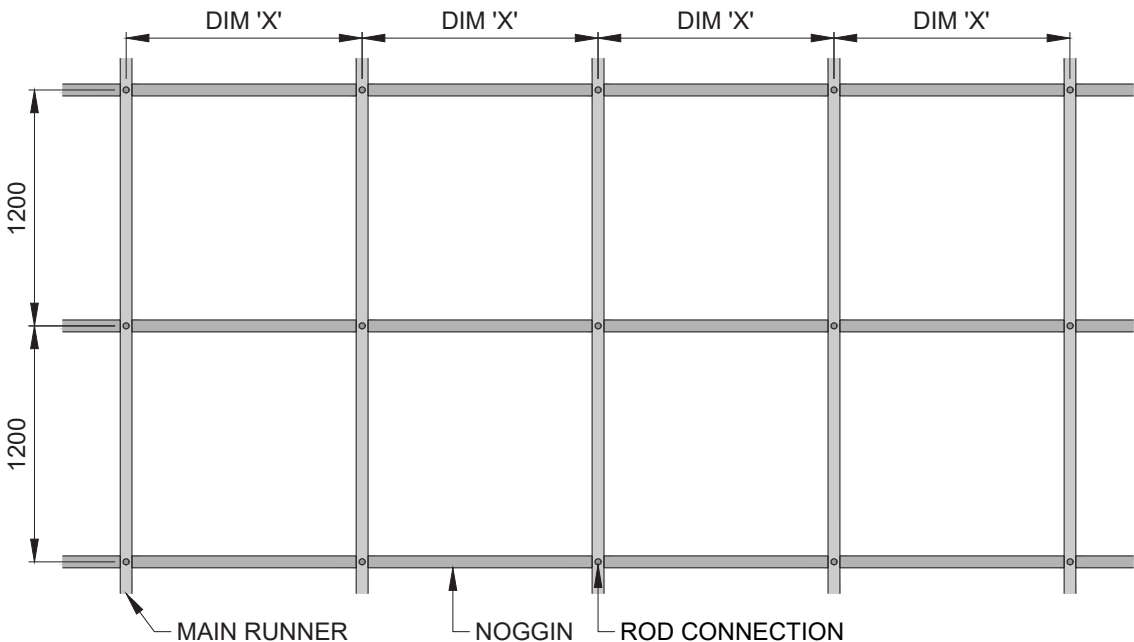 DIM 'X' DIM 'X' DIM 'X' DIM 'X'
1200
1200
MAIN RUNNER NOGGIN ROD CONNECTION